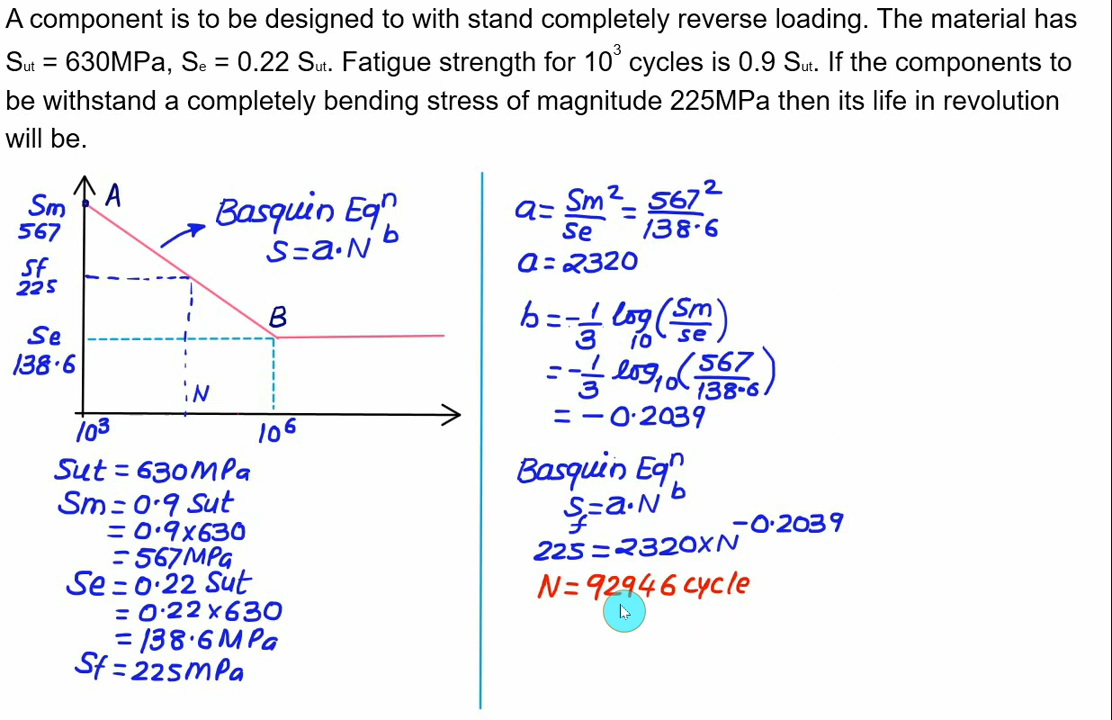 A component is to be designed to with stand completely reverse loading. The material has
Sut = 630MPa, Se = 0.22 Sut. Fatigue strength for 10³ cycles is 0.9 Sut. If the components to
be withstand a completely bending stress of magnitude 225MPa then its life in revolution
will be.
Sm
567
Sf
225
Se
138.6
A
Basquin Eqⁿ
S=a.N^b
B
N
10³
10⁶
Sut = 630MPa
Sm = 0.9 Sut
= 0.9x630
= 567MPa
Se = 0.22 Sut
= 0.22x630
= 138.6MPa
Sf = 225mPa
a = Sm²/Se = 567²/138.6
a = 2320
b = -1/3 log₁₀(Sm/Se)
= -1/3 log₁₀(567/138.6)
= -0.2039
Basquin Eqⁿ
Sf = a.N^b
225 = 2320xN^-0.2039
N = 92946 cycle